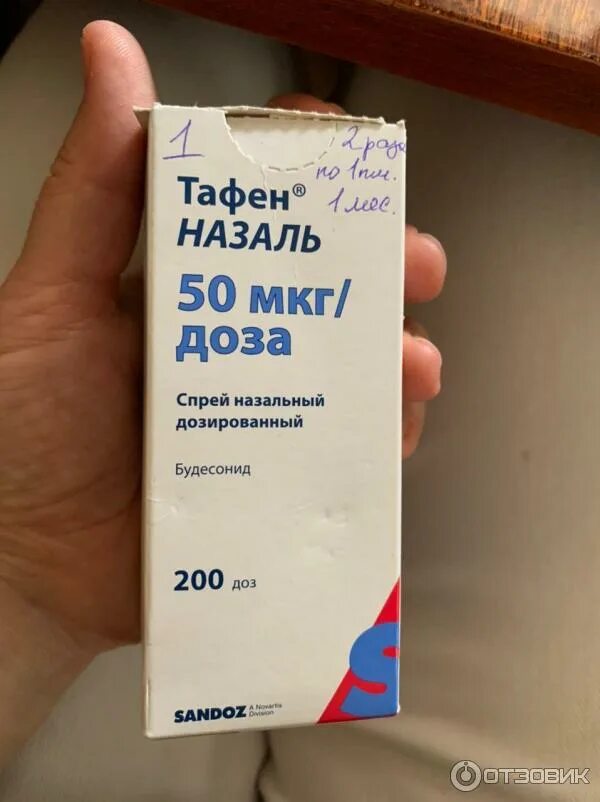 1
2 раза
по 1 пш.
1 мес.
Тафен®
НАЗАЛЬ
50 мкг/
доза
Спрей назальный
дозированный
Будесонид
200 доз
S
SANDOZ A Novartis
Division
ОТЗОВИК